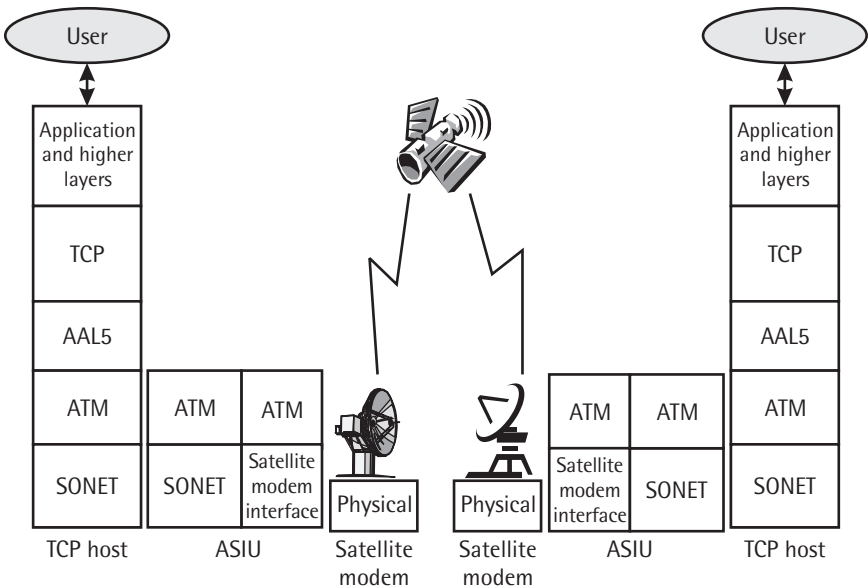 User
User
Application
and higher
layers
Application
and higher
layers
TCP
TCP
AAL5
AAL5
ATM
ATM
ATM
ATM
ATM
ATM
SONET
SONET
Satellite
modem
interface
Physical
Physical
Satellite
modem
interface
SONET
SONET
TCP host
ASIU
Satellite
modem
Satellite
modem
ASIU
TCP host